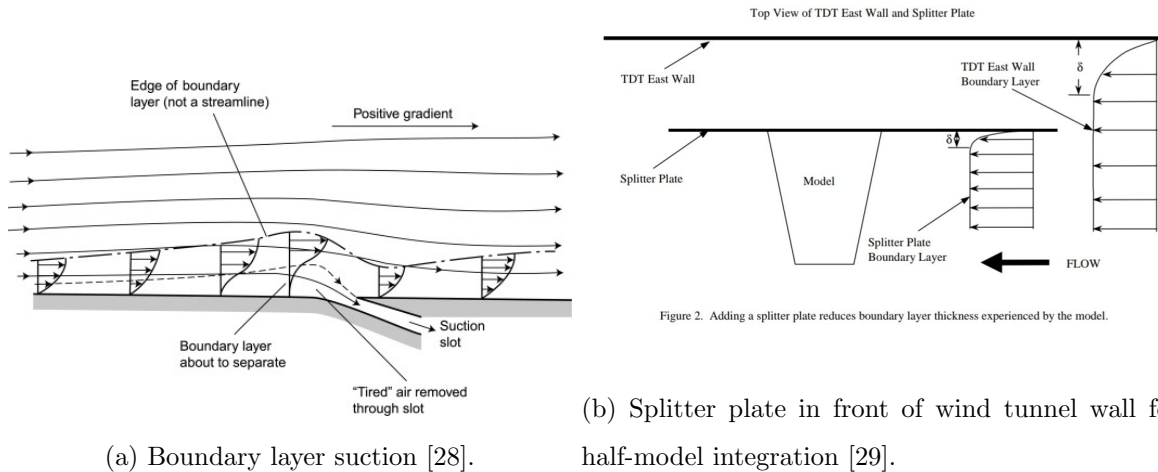 Edge of boundary
layer (not a streamline)
Positive gradient
Suction
slot
Boundary layer
about to separate
"Tired" air removed
through slot
(a) Boundary layer suction [28].
Top View of TDT East Wall and Splitter Plate
TDT East Wall
δ
TDT East Wall
Boundary Layer
δ
Splitter Plate
Model
Splitter Plate
Boundary Layer
FLOW
Figure 2. Adding a splitter plate reduces boundary layer thickness experienced by the model.
(b) Splitter plate in front of wind tunnel wall
half-model integration [29].